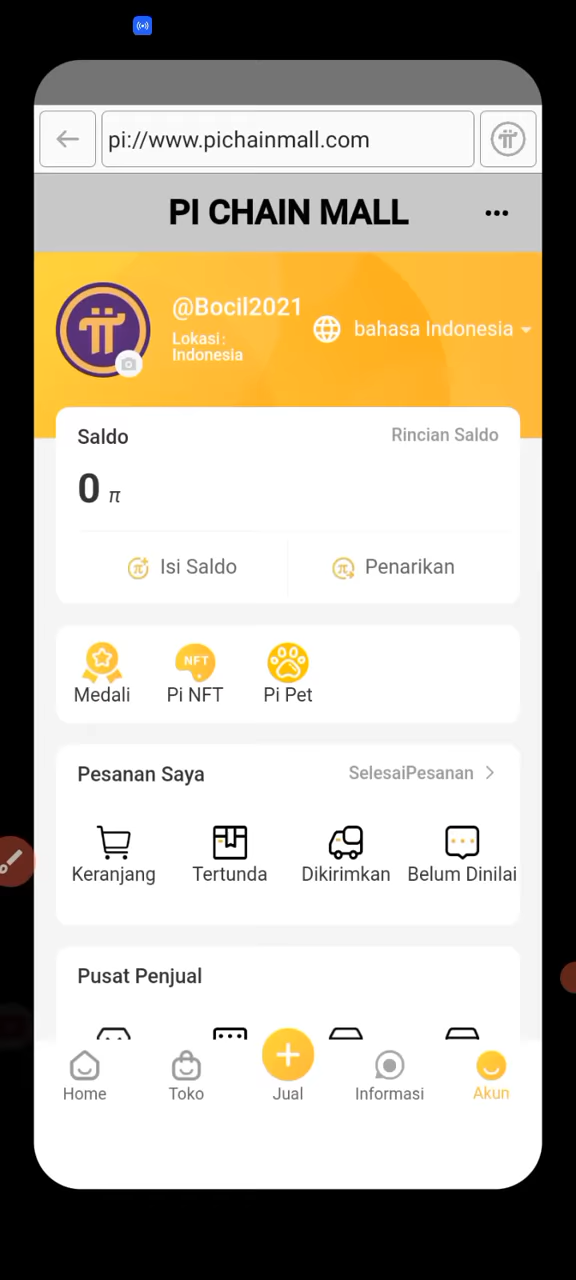 pi://www.pichainmall.com
PI CHAIN MALL
@Bocil2021
Lokasi:
Indonesia
bahasa Indonesia
Saldo
Rincian Saldo
0 π
Isi Saldo
Penarikan
NFT
Medali
Pi NFT
Pi Pet
Pesanan Saya
SelesaiPesanan
Keranjang
Tertunda
Dikirimkan
Belum Dinilai
Pusat Penjual
Home
Toko
Jual
Informasi
Akun